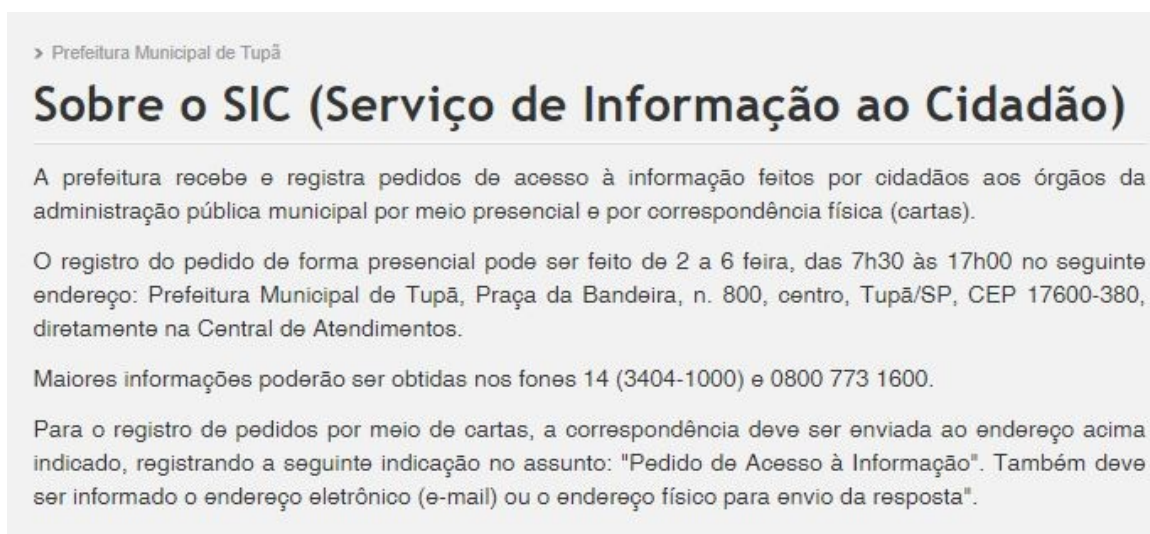 > Prefeitura Municipal de Tupã
Sobre o SIC (Serviço de Informação ao Cidadão)
A prefeitura recebe e registra pedidos de acesso à informação feitos por cidadãos aos órgãos da
administração pública municipal por meio presencial e por correspondência física (cartas).
O registro do pedido de forma presencial pode ser feito de 2 a 6 feira, das 7h30 às 17h00 no seguinte
endereço: Prefeitura Municipal de Tupã, Praça da Bandeira, n. 800, centro, Tupã/SP, CEP 17600-380,
diretamente na Central de Atendimentos.
Maiores informações poderão ser obtidas nos fones 14 (3404-1000) e 0800 773 1600.
Para o registro de pedidos por meio de cartas, a correspondência deve ser enviada ao endereço acima
indicado, registrando a seguinte indicação no assunto: "Pedido de Acesso à Informação". Também deve
ser informado o endereço eletrônico (e-mail) ou o endereço físico para envio da resposta".